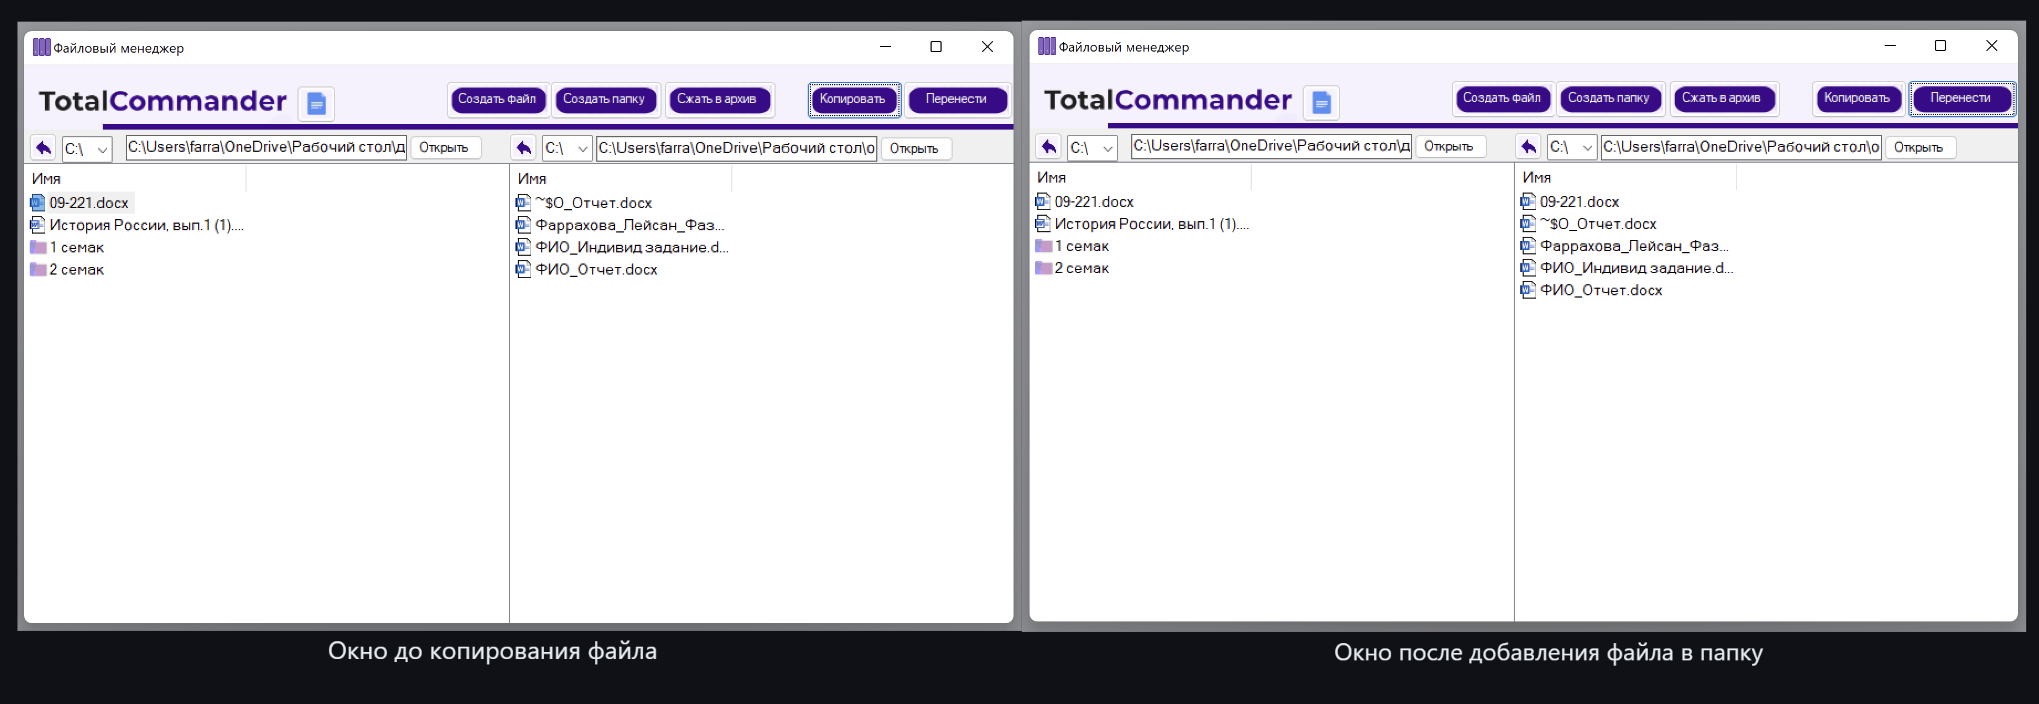 Файловый менеджер
TotalCommander
Создать файл
Создать папку
Сжать в архив
Копировать
Перенести
C:\
C:\Users\farra\OneDrive\Рабочий стол\д
Открыть
C:\
C:\Users\farra\OneDrive\Рабочий стол\о
Открыть
Имя
09-221.docx
История России, вып.1 (1)....
1 семак
2 семак
Имя
~$О_Отчет.docx
Фаррахова_Лейсан_Фаз...
ФИО_Индивид задание.d...
ФИО_Отчет.docx
Окно до копирования файла
Файловый менеджер
TotalCommander
Создать файл
Создать папку
Сжать в архив
Копировать
Перенести
C:\
C:\Users\farra\OneDrive\Рабочий стол\д
Открыть
C:\
C:\Users\farra\OneDrive\Рабочий стол\о
Открыть
Имя
09-221.docx
История России, вып.1 (1)....
1 семак
2 семак
Имя
09-221.docx
~$О_Отчет.docx
Фаррахова_Лейсан_Фаз...
ФИО_Индивид задание.d...
ФИО_Отчет.docx
Окно после добавления файла в папку